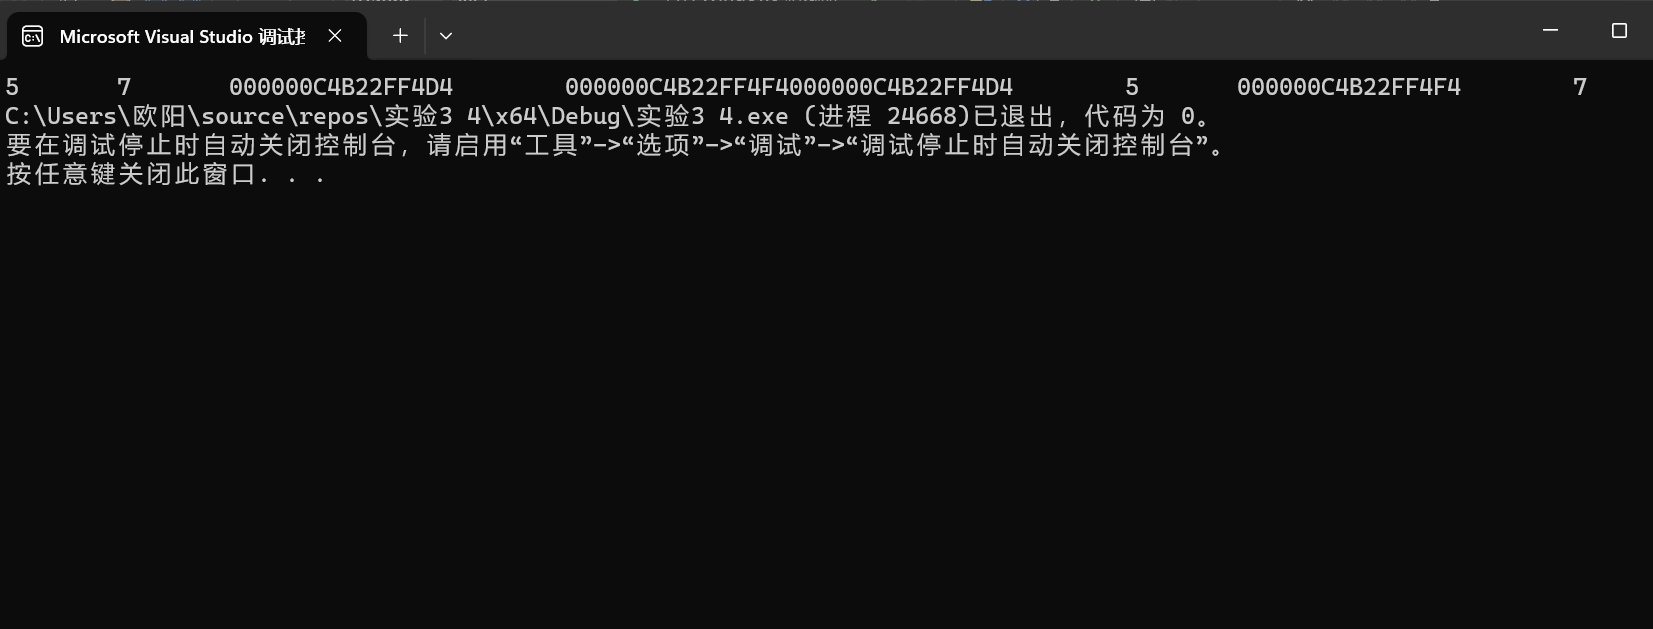 Microsoft Visual Studio 调试
5 7 000000C4B22FF4D4 000000C4B22FF4F4000000C4B22FF4D4 5 000000C4B22FF4F4 7
C:\Users\欧阳\source\repos\实验3 4\x64\Debug\实验3 4.exe (进程 24668)已退出，代码为 0。
要在调试停止时自动关闭控制台，请启用“工具”->“选项”->“调试”->“调试停止时自动关闭控制台”。
按任意键关闭此窗口. . .